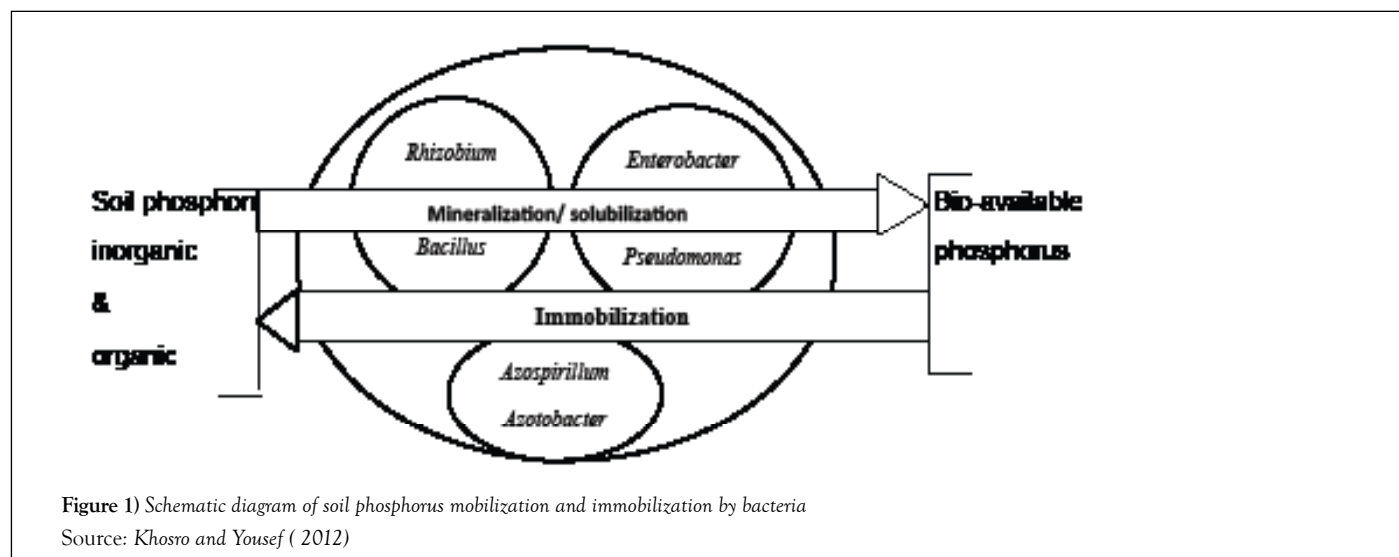 Rhizobium
Enterobacter
Soil phosphor
Mineralization/ solubilization
Bio-available
inorganic
Bacillus
Pseudomonas
phosphorus
&
Immobilization
organic
Azospirillum
Azotobacter
Figure 1) Schematic diagram of soil phosphorus mobilization and immobilization by bacteria
Source: Khosro and Yousef ( 2012)